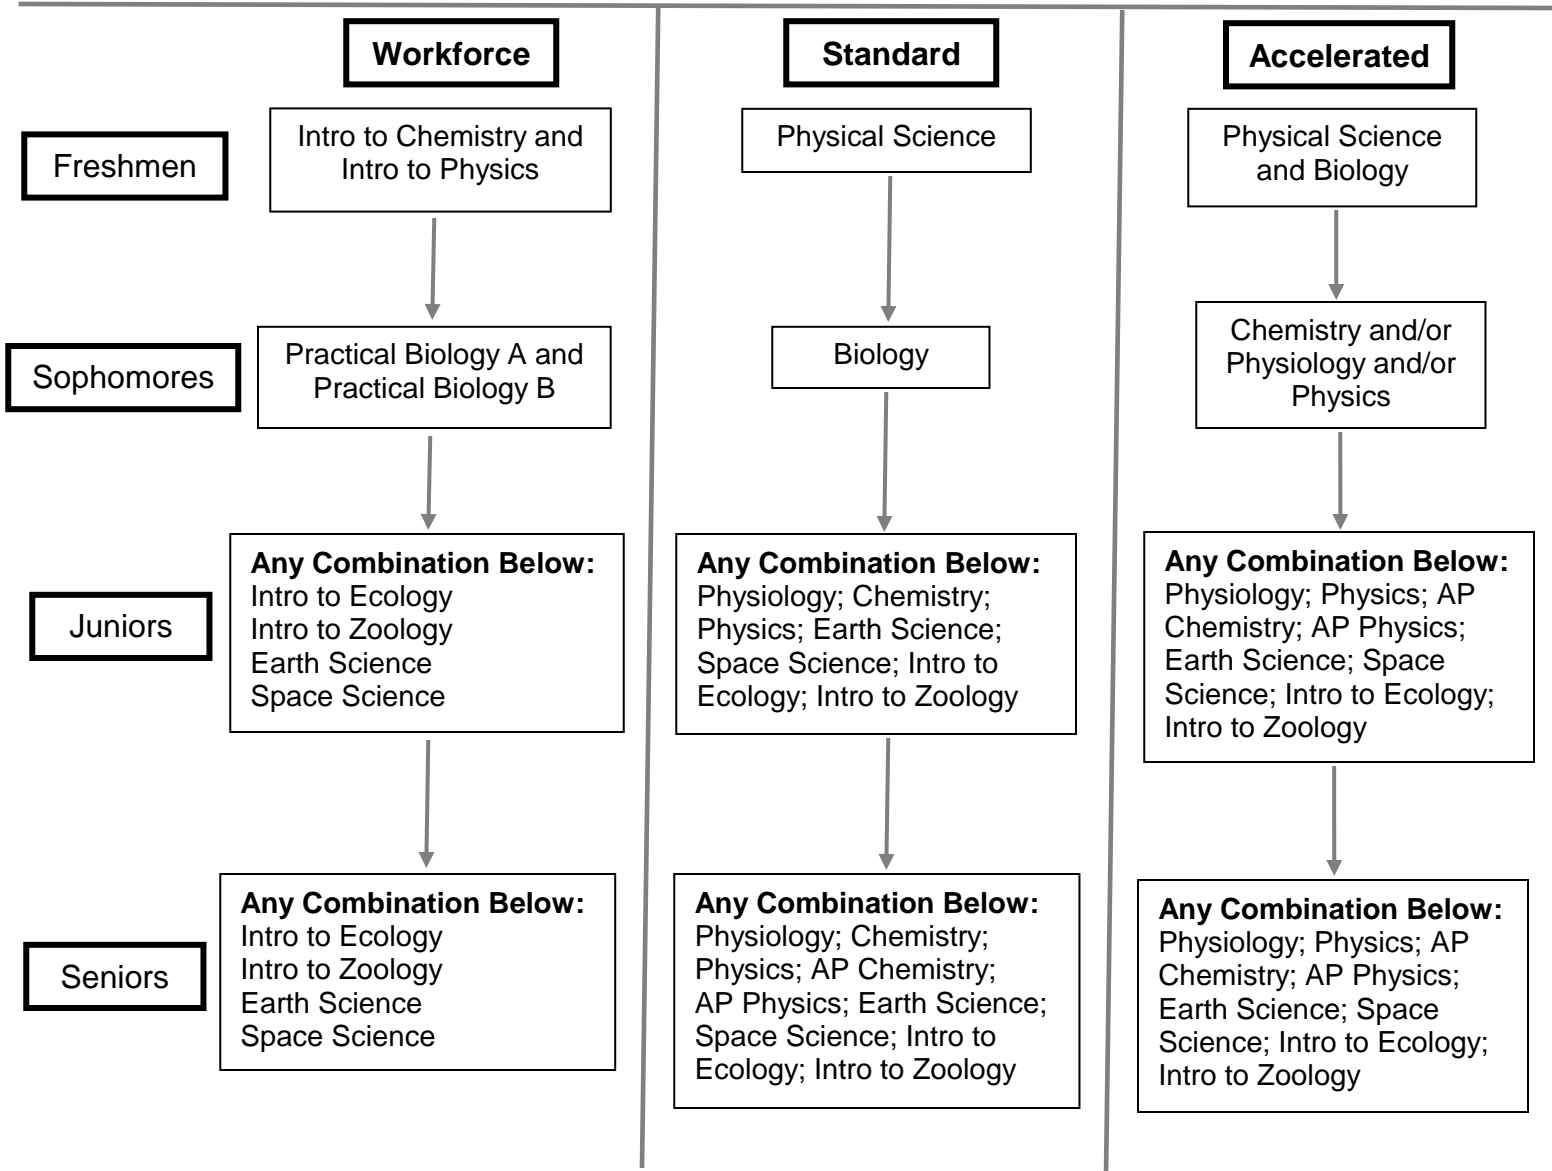 Workforce
Standard
Accelerated
Freshmen
Intro to Chemistry and
Intro to Physics
Physical Science
Physical Science
and Biology
Sophomores
Practical Biology A and
Practical Biology B
Biology
Chemistry and/or
Physiology and/or
Physics
Juniors
Any Combination Below:
Intro to Ecology
Intro to Zoology
Earth Science
Space Science
Any Combination Below:
Physiology; Chemistry;
Physics; Earth Science;
Space Science; Intro to
Ecology; Intro to Zoology
Any Combination Below:
Physiology; Physics; AP
Chemistry; AP Physics;
Earth Science; Space
Science; Intro to Ecology;
Intro to Zoology
Seniors
Any Combination Below:
Intro to Ecology
Intro to Zoology
Earth Science
Space Science
Any Combination Below:
Physiology; Chemistry;
Physics; AP Chemistry;
AP Physics; Earth Science;
Space Science; Intro to
Ecology; Intro to Zoology
Any Combination Below:
Physiology; Physics; AP
Chemistry; AP Physics;
Earth Science; Space
Science; Intro to Ecology;
Intro to Zoology